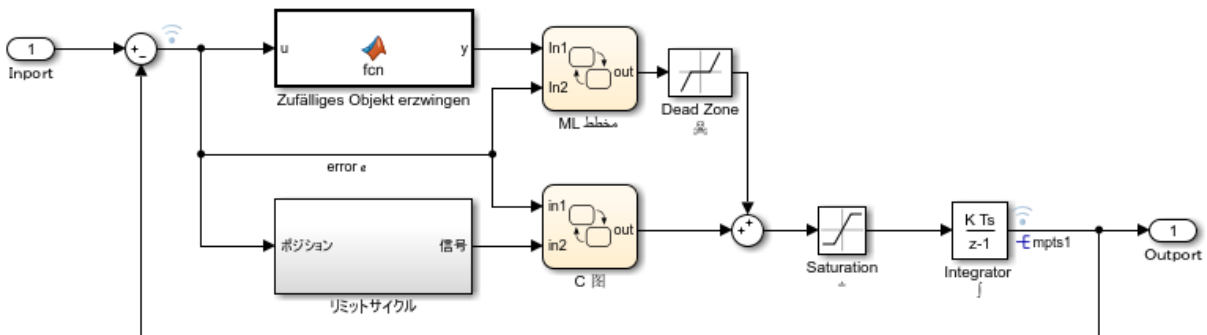 1
Inport
+
−
u
fcn
y
Zufälliges Objekt erzwingen
In1
In2
out
ML مخطط
Dead Zone
error e
ポジション
信号
リミットサイクル
in1
in2
out
C 图
+
+
Saturation
K Ts
z-1
Integrator
∫
mpts1
1
Outport